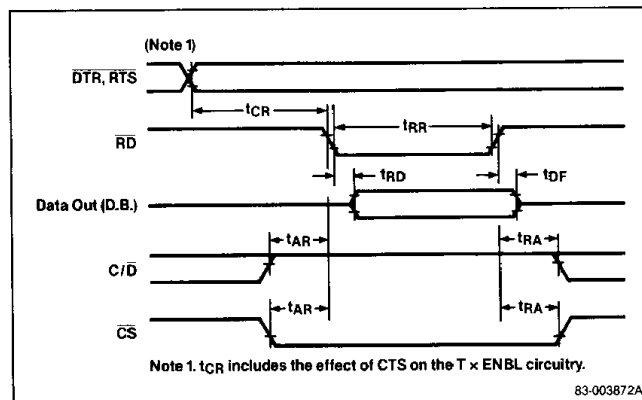 (Note 1)
DTR, RTS
tCR
tRR
RD
tRD
tDF
Data Out (D.B.)
tAR
tRA
C/D
tAR
tRA
CS
Note 1. tCR includes the effect of CTS on the T × ENBL circuitry.
83-003872A